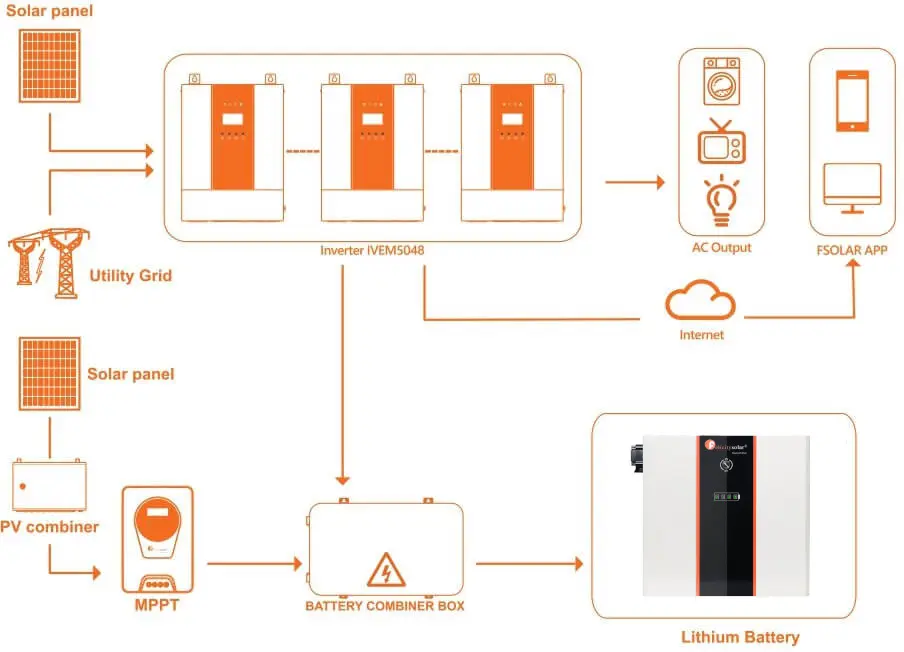 Solar panel
Inverter IVEM5048
AC Output
FSOLAR APP
Utility Grid
Internet
Solar panel
PV combiner
MPPT
BATTERY COMBINER BOX
Lithium Battery